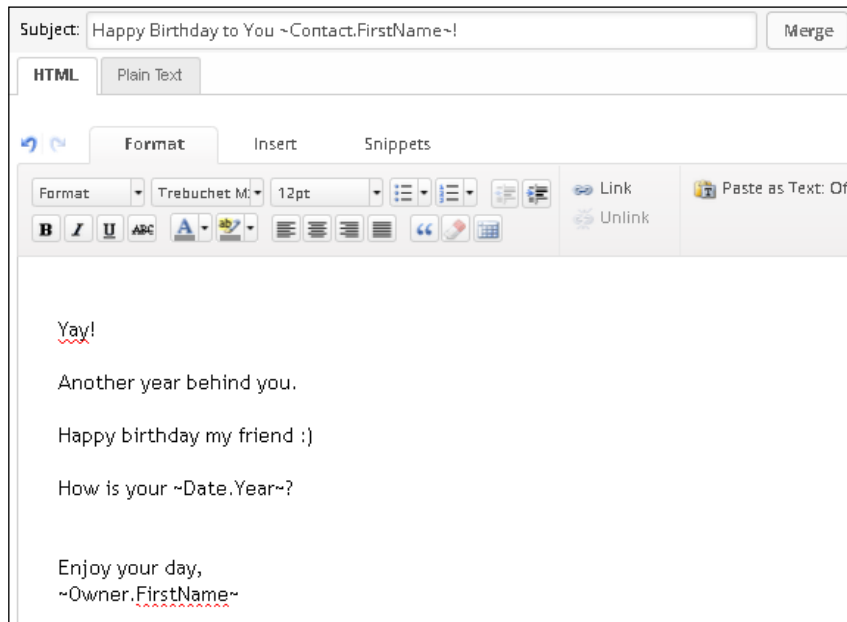 Subject: Happy Birthday to You ~Contact.FirstName~! Merge
HTML Plain Text
Format Insert Snippets
Format Trebuchet M: 12pt Link Paste as Text: Of
B I U ABC A ab Unlink
Yay!
Another year behind you.
Happy birthday my friend :)
How is your ~Date.Year~?
Enjoy your day,
~Owner.FirstName~